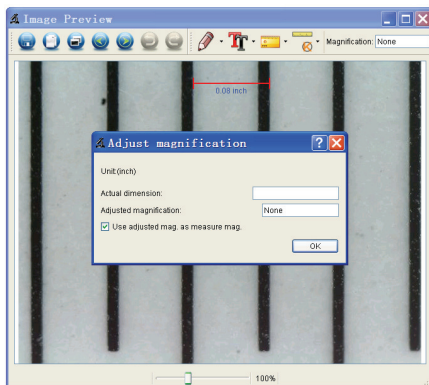 Image Preview
Magnification: None
0.08 inch
Adjust magnification
Unit:(inch)
Actual dimension:
Adjusted magnification: None
Use adjusted mag. as measure mag.
OK
100%